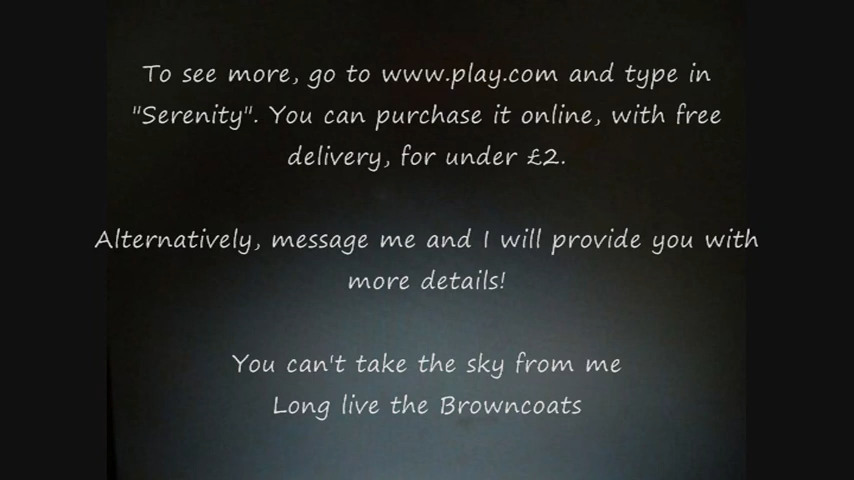 To see more, go to www.play.com and type in
"Serenity". You can purchase it online, with free
delivery, for under £2.
Alternatively, message me and I will provide you with
more details!
You can't take the sky from me
Long live the Browncoats